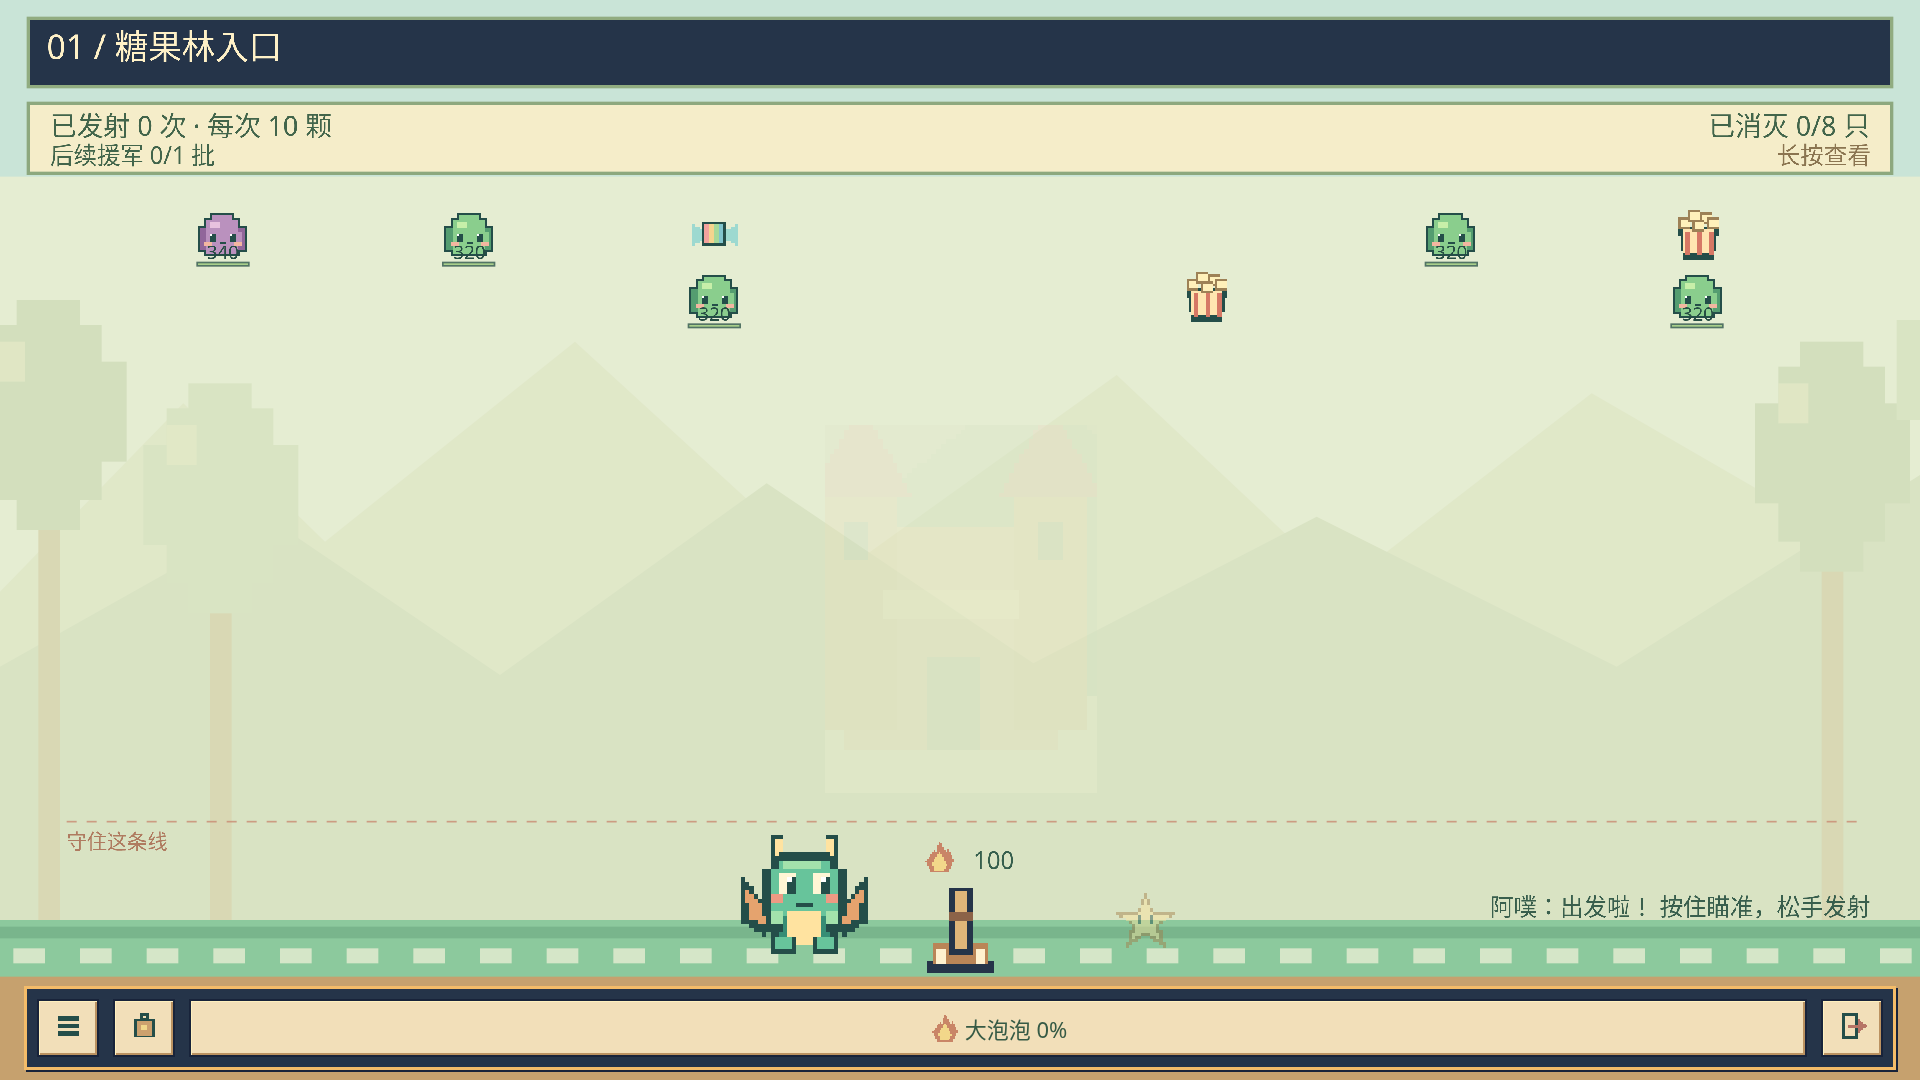 01 / 糖果林入口
已发射 0 次 · 每次 10 颗
后续援军 0/1 批
已消灭 0/8 只
长按查看
340
320
320
320
320
守住这条线
100
阿噗：出发啦！ 按住瞄准，松手发射
大泡泡 0%